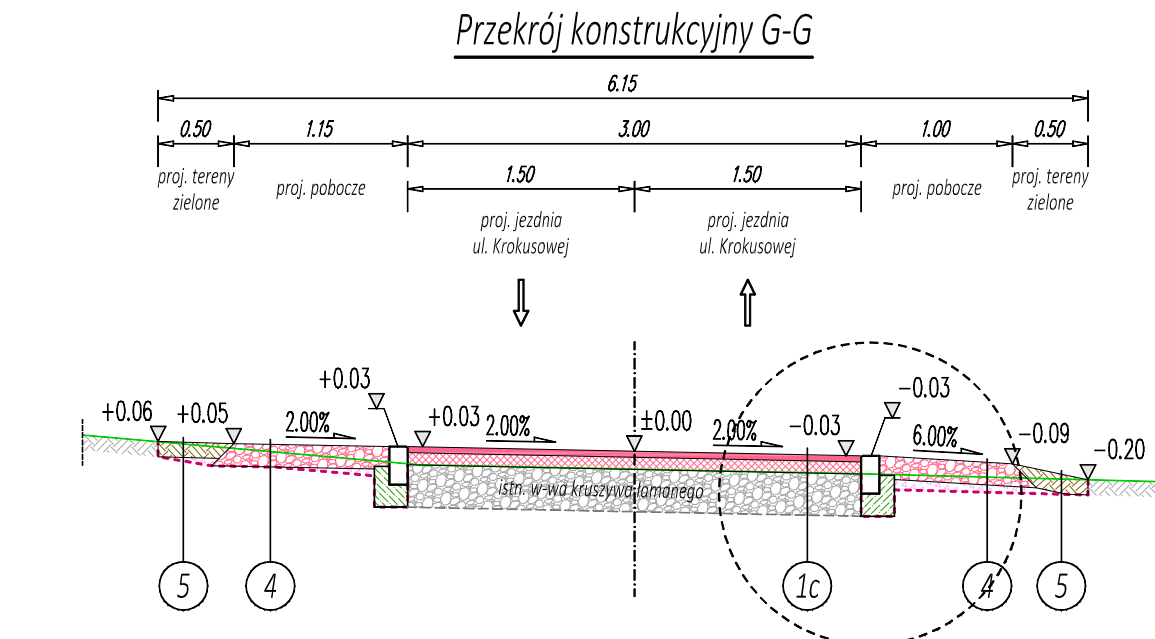 Przekrój konstrukcyjny G-G
6.15
0.50 1.15 3.00 1.00 0.50
proj. tereny
zielone
proj. pobocze
1.50 1.50
proj. pobocze
proj. tereny
zielone
proj. jezdnia
ul. Krokusowej
proj. jezdnia
ul. Krokusowej
+0.06 +0.05 2.00% +0.03 +0.03 2.00% ±0.00 2.00% -0.03 -0.03 6.00% -0.09 -0.20
istn. w-wa kruszywa łamanego
5 4 1c 4 5